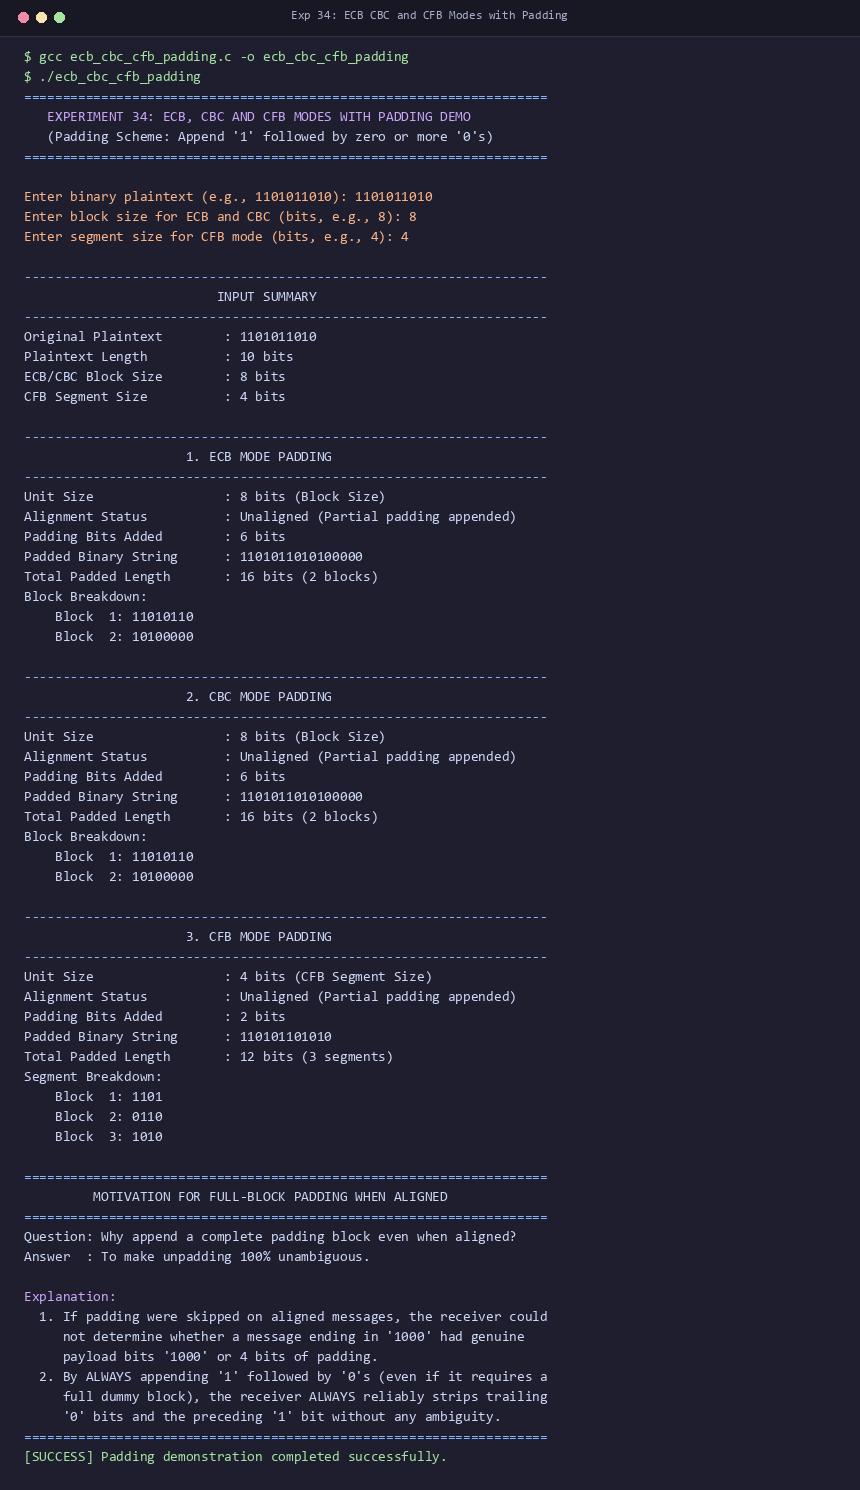 Exp 34: ECB CBC and CFB Modes with Padding
$ gcc ecb_cbc_cfb_padding.c -o ecb_cbc_cfb_padding
$ ./ecb_cbc_cfb_padding
====================================================================
EXPERIMENT 34: ECB, CBC AND CFB MODES WITH PADDING DEMO
(Padding Scheme: Append '1' followed by zero or more '0's)
====================================================================
Enter binary plaintext (e.g., 1101011010): 1101011010
Enter block size for ECB and CBC (bits, e.g., 8): 8
Enter segment size for CFB mode (bits, e.g., 4): 4
--------------------------------------------------------------------
INPUT SUMMARY
--------------------------------------------------------------------
Original Plaintext        : 1101011010
Plaintext Length          : 10 bits
ECB/CBC Block Size        : 8 bits
CFB Segment Size          : 4 bits
--------------------------------------------------------------------
1. ECB MODE PADDING
--------------------------------------------------------------------
Unit Size                 : 8 bits (Block Size)
Alignment Status          : Unaligned (Partial padding appended)
Padding Bits Added        : 6 bits
Padded Binary String      : 1101011010100000
Total Padded Length       : 16 bits (2 blocks)
Block Breakdown:
Block  1: 11010110
Block  2: 10100000
--------------------------------------------------------------------
2. CBC MODE PADDING
--------------------------------------------------------------------
Unit Size                 : 8 bits (Block Size)
Alignment Status          : Unaligned (Partial padding appended)
Padding Bits Added        : 6 bits
Padded Binary String      : 1101011010100000
Total Padded Length       : 16 bits (2 blocks)
Block Breakdown:
Block  1: 11010110
Block  2: 10100000
--------------------------------------------------------------------
3. CFB MODE PADDING
--------------------------------------------------------------------
Unit Size                 : 4 bits (CFB Segment Size)
Alignment Status          : Unaligned (Partial padding appended)
Padding Bits Added        : 2 bits
Padded Binary String      : 110101101010
Total Padded Length       : 12 bits (3 segments)
Segment Breakdown:
Block  1: 1101
Block  2: 0110
Block  3: 1010
====================================================================
MOTIVATION FOR FULL-BLOCK PADDING WHEN ALIGNED
====================================================================
Question: Why append a complete padding block even when aligned?
Answer  : To make unpadding 100% unambiguous.
Explanation:
1. If padding were skipped on aligned messages, the receiver could
not determine whether a message ending in '1000' had genuine
payload bits '1000' or 4 bits of padding.
2. By ALWAYS appending '1' followed by '0's (even if it requires a
full dummy block), the receiver ALWAYS reliably strips trailing
'0' bits and the preceding '1' bit without any ambiguity.
====================================================================
[SUCCESS] Padding demonstration completed successfully.